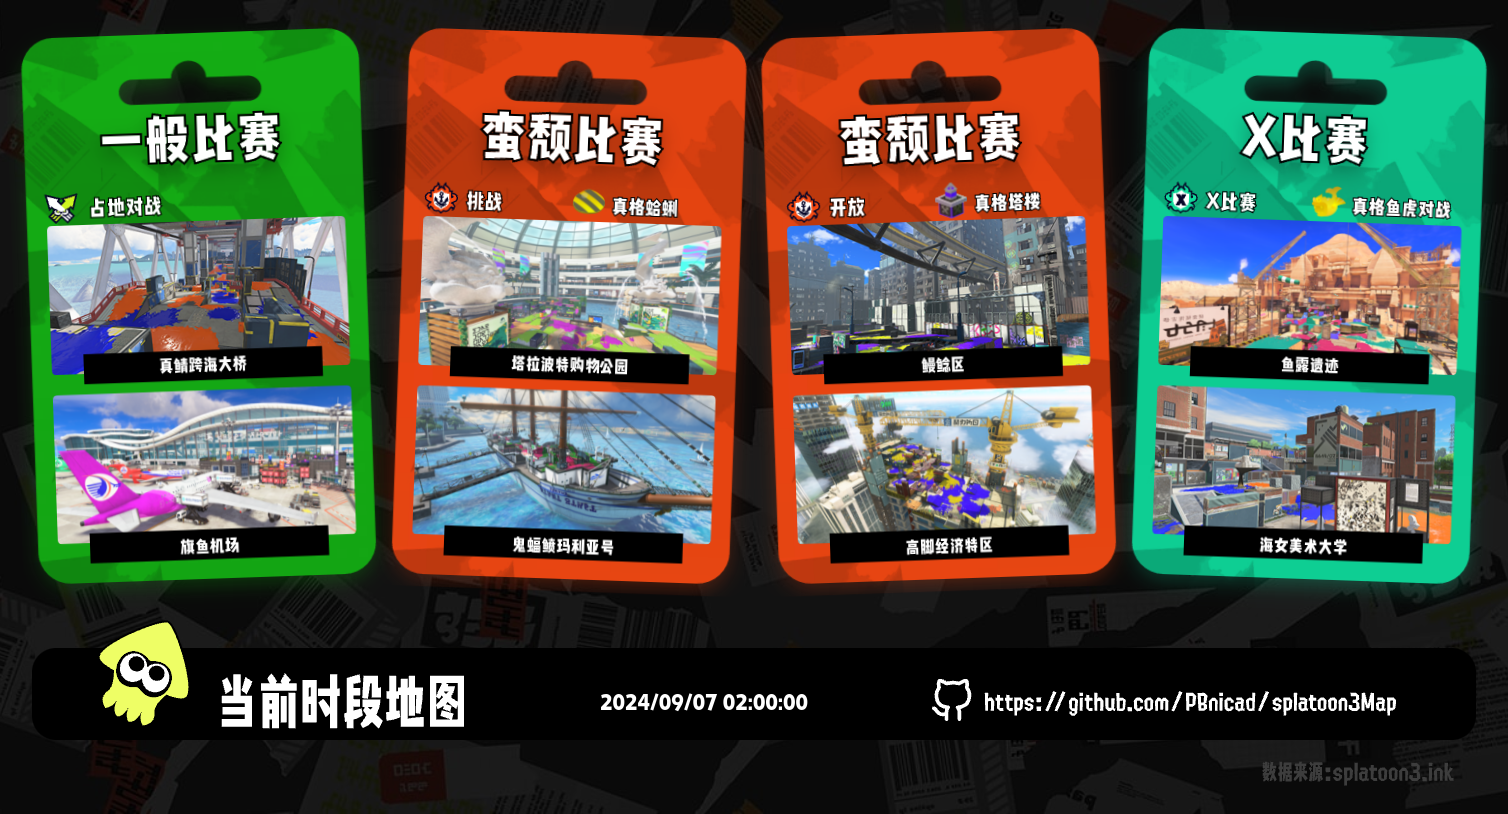 一般比赛
占地对战
真鲭跨海大桥
旗鱼机场
蛮颓比赛
挑战
真格蛤蜊
塔拉波特购物公园
鬼蝠鲼玛利亚号
蛮颓比赛
开放
真格塔楼
鳗鲶区
高脚经济特区
X比赛
X比赛
真格鱼虎对战
鱼露遗迹
海女美术大学
当前时段地图
2024/09/07 02:00:00
https://github.com/PBnicad/splatoon3Map
数据来源:splatoon3.ink